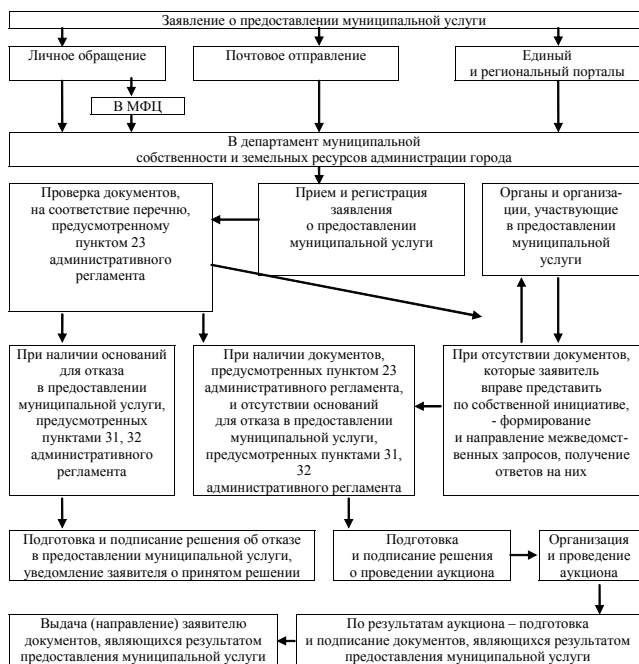 Заявление о предоставлении муниципальной услуги
Личное обращение
Почтовое отправление
Единый
и региональный порталы
В МФЦ
В департамент муниципальной
собственности и земельных ресурсов администрации города
Проверка документов,
на соответствие перечню,
предусмотренному
пунктом 23
административного
регламента
Прием и регистрация
заявления
о предоставлении
муниципальной услуги
Органы и организа-
ции, участвующие
в предоставлении
муниципальной
услуги
При наличии оснований
для отказа
в предоставлении
муниципальной услуги,
предусмотренных
пунктами 31, 32
административного
регламента
При наличии документов,
предусмотренных пунктом 23
административного регламента,
и отсутствии оснований
для отказа в предоставлении
муниципальной услуги,
предусмотренных пунктами 31,
32
административного регламента
При отсутствии документов,
которые заявитель
вправе представить
по собственной инициативе,
- формирование
и направление межведомст-
венных запросов, получение
ответов на них
Подготовка и подписание решения об отказе
в предоставлении муниципальной услуги,
уведомление заявителя о принятом решении
Подготовка
и подписание решения
о проведении аукциона
Организация
и проведение
аукциона
Выдача (направление) заявителю
документов, являющихся результатом
предоставления муниципальной услуги
По результатам аукциона – подготовка
и подписание документов, являющихся результатом
предоставления муниципальной услуги